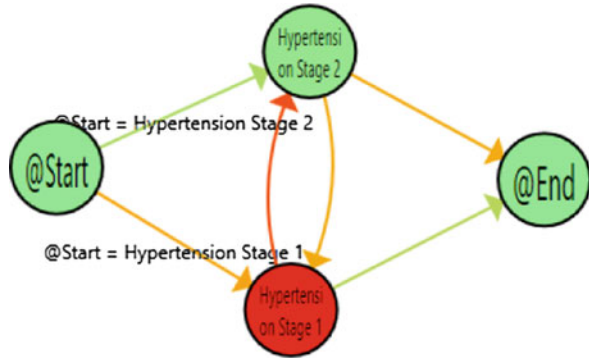 Hypertensi
on Stage 2
@Start = Hypertension Stage 2
@Start
@End
@Start = Hypertension Stage 1
Hypertensi
on Stage 1